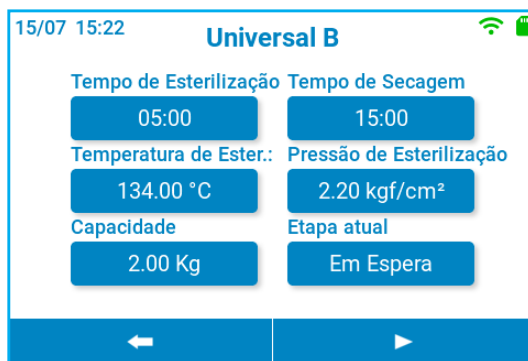 15/07 15:22
Universal B
Tempo de Esterilização Tempo de Secagem
05:00 15:00
Temperatura de Ester.: Pressão de Esterilização
134.00 °C 2.20 kgf/cm²
Capacidade Etapa atual
2.00 Kg Em Espera